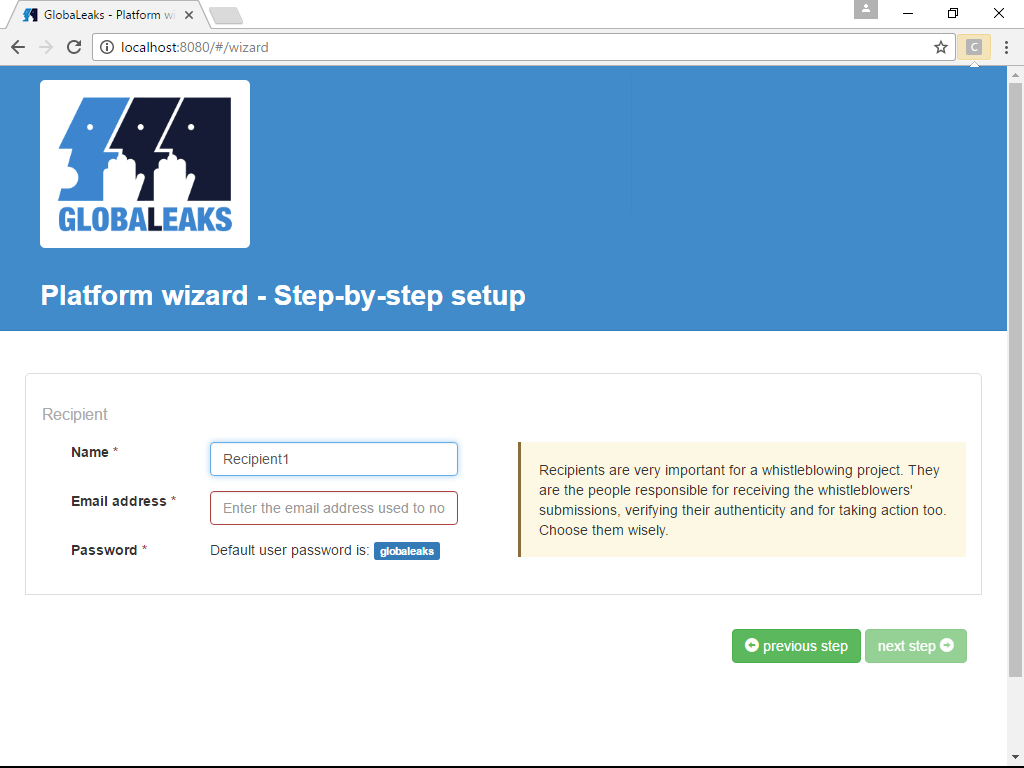 GlobaLeaks - Platform wi
localhost:8080/#/wizard
C
GLOBALEAKS
Platform wizard - Step-by-step setup
Recipient
Name *
Recipient1
Email address *
Enter the email address used to no
Password *
Default user password is: globaleaks
Recipients are very important for a whistleblowing project. They
are the people responsible for receiving the whistleblowers'
submissions, verifying their authenticity and for taking action too.
Choose them wisely.
previous step
next step